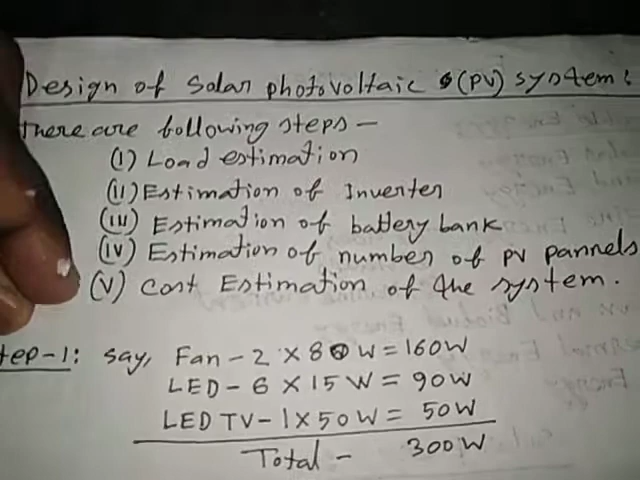 Design of Solar photovoltaic (PV) system:
There are following steps —
(I) Load estimation
(II) Estimation of Inverter
(III) Estimation of battery bank
(IV) Estimation of number of PV pannels
(V) Cost Estimation of the system.
tep-1: say, Fan - 2 X 80 W = 160W
LED - 6 X 15 W = 90W
LED TV - 1 X 50 W = 50W
Total - 300 W